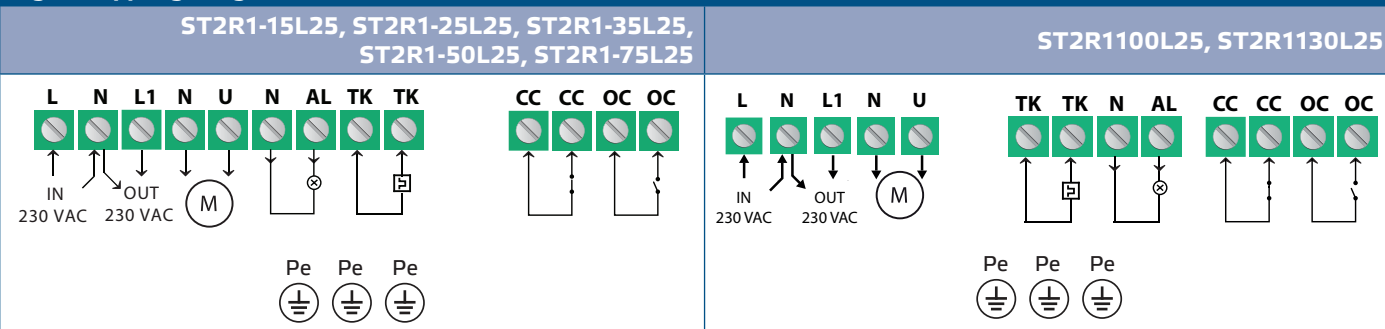 ST2R1-15L25, ST2R1-25L25, ST2R1-35L25,
ST2R1-50L25, ST2R1-75L25
L N L1 N U N AL TK TK CC CC OC OC
IN
230 VAC
OUT
230 VAC
M
Pe Pe Pe
ST2R1100L25, ST2R1130L25
L N L1 N U TK TK N AL CC CC OC OC
IN
230 VAC
OUT
230 VAC
M
Pe Pe Pe